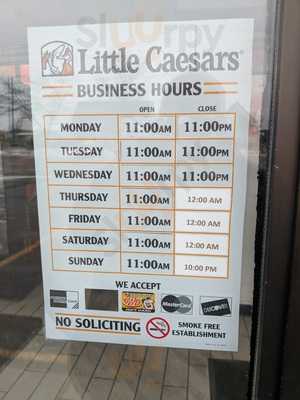 Slurrpy
Little Caesars®
BUSINESS HOURS
OPEN CLOSE
MONDAY 11:00AM 11:00PM
TUESDAY 11:00AM 11:00PM
WEDNESDAY 11:00AM 11:00PM
THURSDAY 11:00AM 12:00 AM
FRIDAY 11:00AM 12:00 AM
SATURDAY 11:00AM 12:00 AM
SUNDAY 11:00AM 10:00 PM
WE ACCEPT
MasterCard
DISCOVER
NO SOLICITING
SMOKE FREE
ESTABLISHMENT